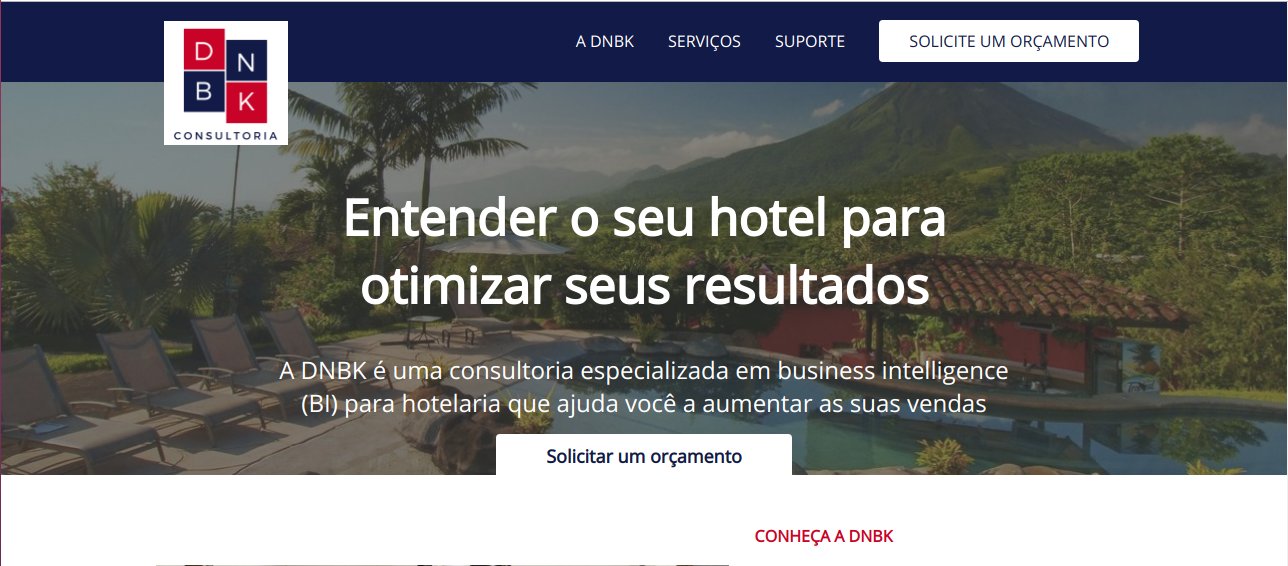 D N
B K
CONSULTORIA
A DNBK SERVIÇOS SUPORTE SOLICITE UM ORÇAMENTO
Entender o seu hotel para
otimizar seus resultados
A DNBK é uma consultoria especializada em business intelligence
(BI) para hotelaria que ajuda você a aumentar as suas vendas
Solicitar um orçamento
CONHEÇA A DNBK